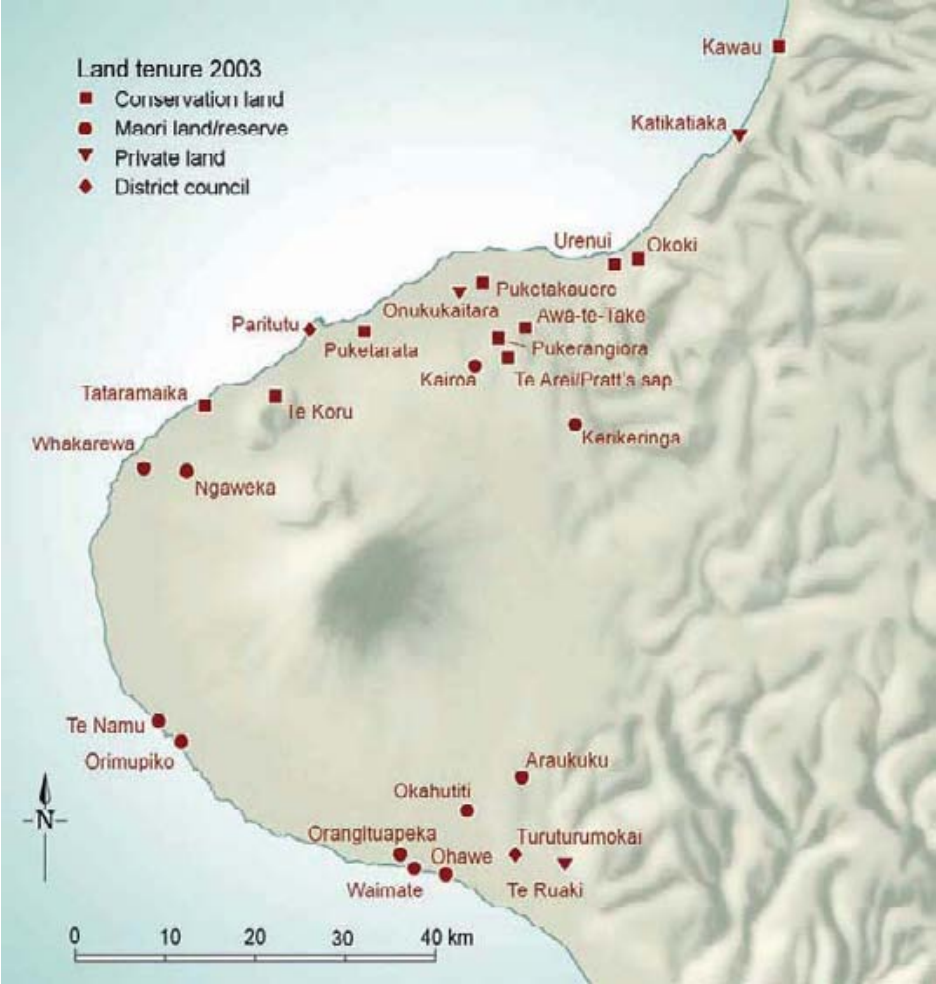 Kawau
Land tenure 2003
Conservation land
Maori land/reserve
Private land
District council
Katikatiaka
Urenui
Okoki
Puketakauere
Onukukaitara
Awa-te-Take
Paritutu
Puketarata
Pukerangiora
Kairoa
Te Arei/Pratt's sap
Tataramaika
Te Koru
Whakarewa
Kerikeringa
Ngaweka
Te Namu
Orimupiko
Araukuku
Okahutiti
Orangituapeka
Turuturumokai
Ohawe
Waimate
Te Ruaki
N
0 10 20 30 40 km